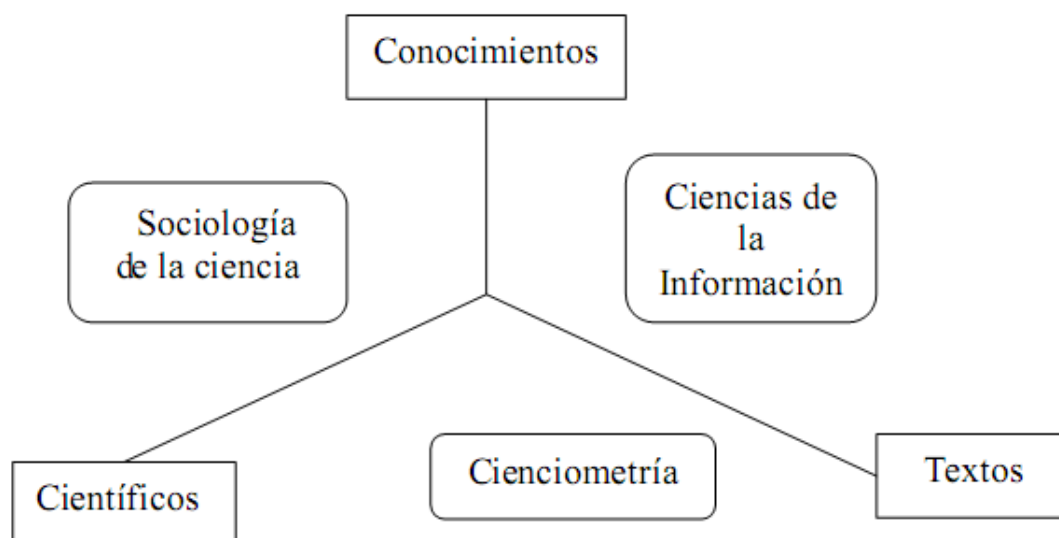 Conocimientos
Sociología
de la ciencia
Ciencias de
la
Información
Científicos
Cienciometría
Textos